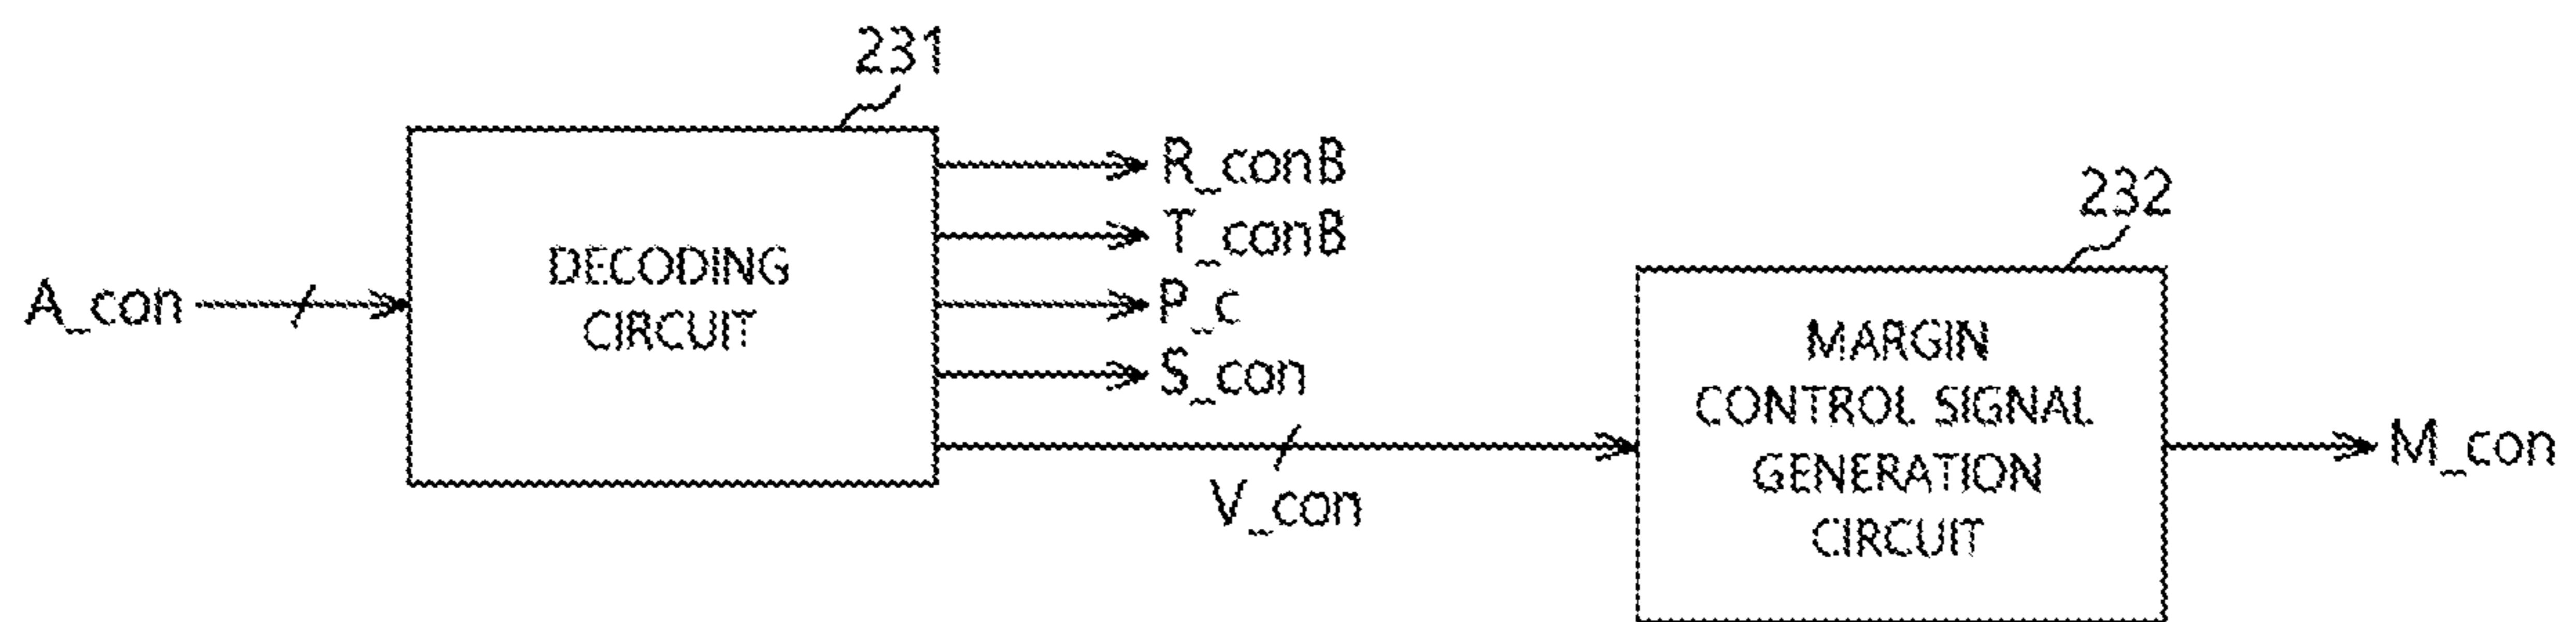 231
R_conB
T_conB
P_c
S_con
A_con
DECODING
CIRCUIT
V_con
232
MARGIN
CONTROL SIGNAL
GENERATION
CIRCUIT
M_con